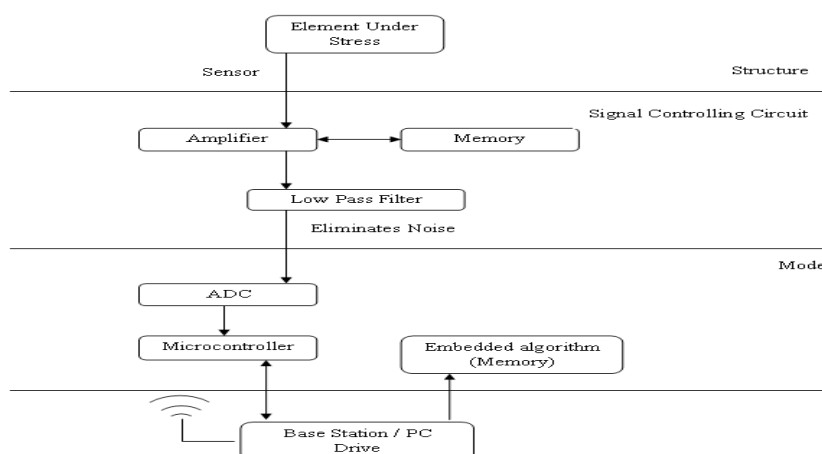 Element Under
Stress
Sensor
Structure
Signal Controlling Circuit
Amplifier
Memory
Low Pass Filter
Eliminates Noise
Mode
ADC
Microcontroller
Embedded algorithm
(Memory)
Base Station / PC
Drive